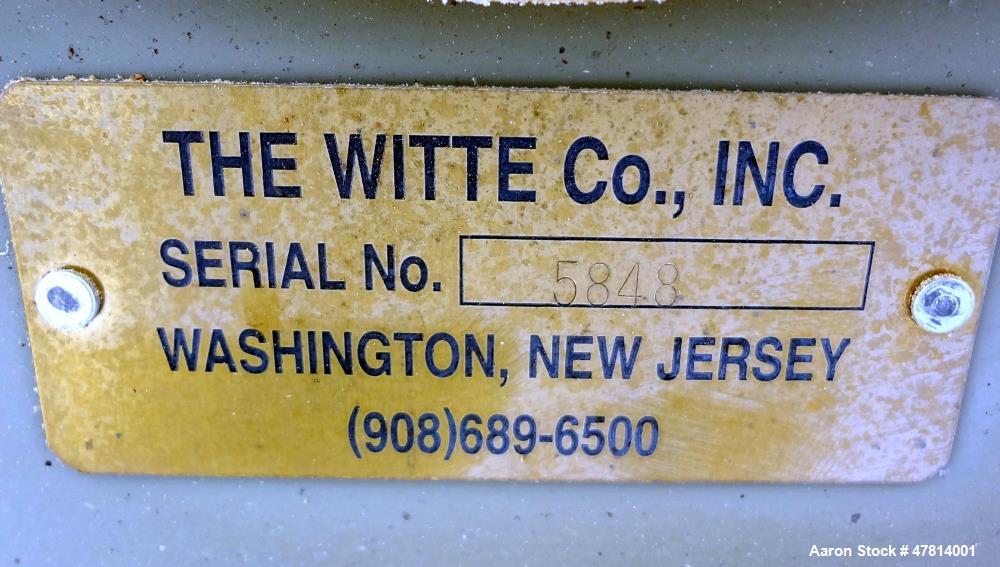 THE WITTE Co., INC.
SERIAL No. 5848
WASHINGTON, NEW JERSEY
(908)689-6500
Aaron Stock # 47814001